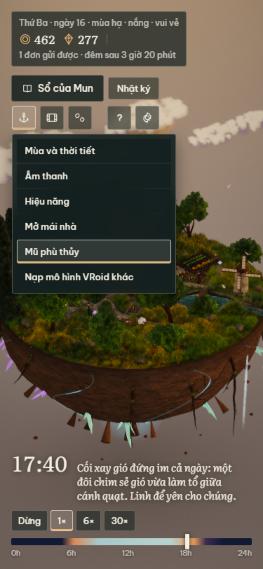 Thứ Ba · ngày 16 · mùa hạ · nắng · vui vẻ
462 277
1 đơn gửi được · đêm sau 3 giờ 20 phút
Sổ của Mun Nhật ký
?
Mùa và thời tiết
Âm thanh
Hiệu năng
Mở mái nhà
Mũ phù thủy
Nạp mô hình VRoid khác
17:40
Cối xay gió đứng im cả ngày: một
đôi chim sẻ gió vừa làm tổ giữa
cánh quạt. Linh để yên cho chúng.
Dừng 1× 6× 30×
0h 6h 12h 18h 24h